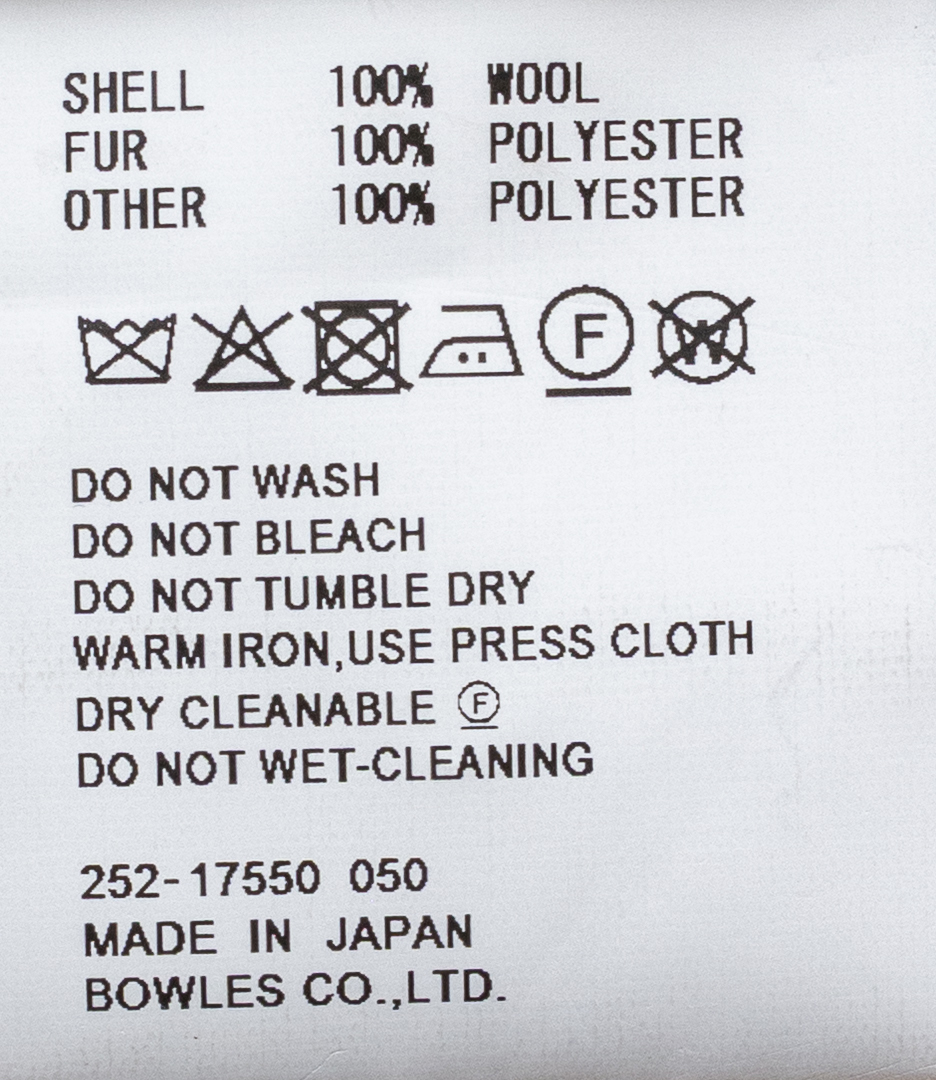 SHELL 100% WOOL
FUR 100% POLYESTER
OTHER 100% POLYESTER
F W
DO NOT WASH
DO NOT BLEACH
DO NOT TUMBLE DRY
WARM IRON,USE PRESS CLOTH
DRY CLEANABLE F
DO NOT WET-CLEANING
252-17550 050
MADE IN JAPAN
BOWLES CO.,LTD.